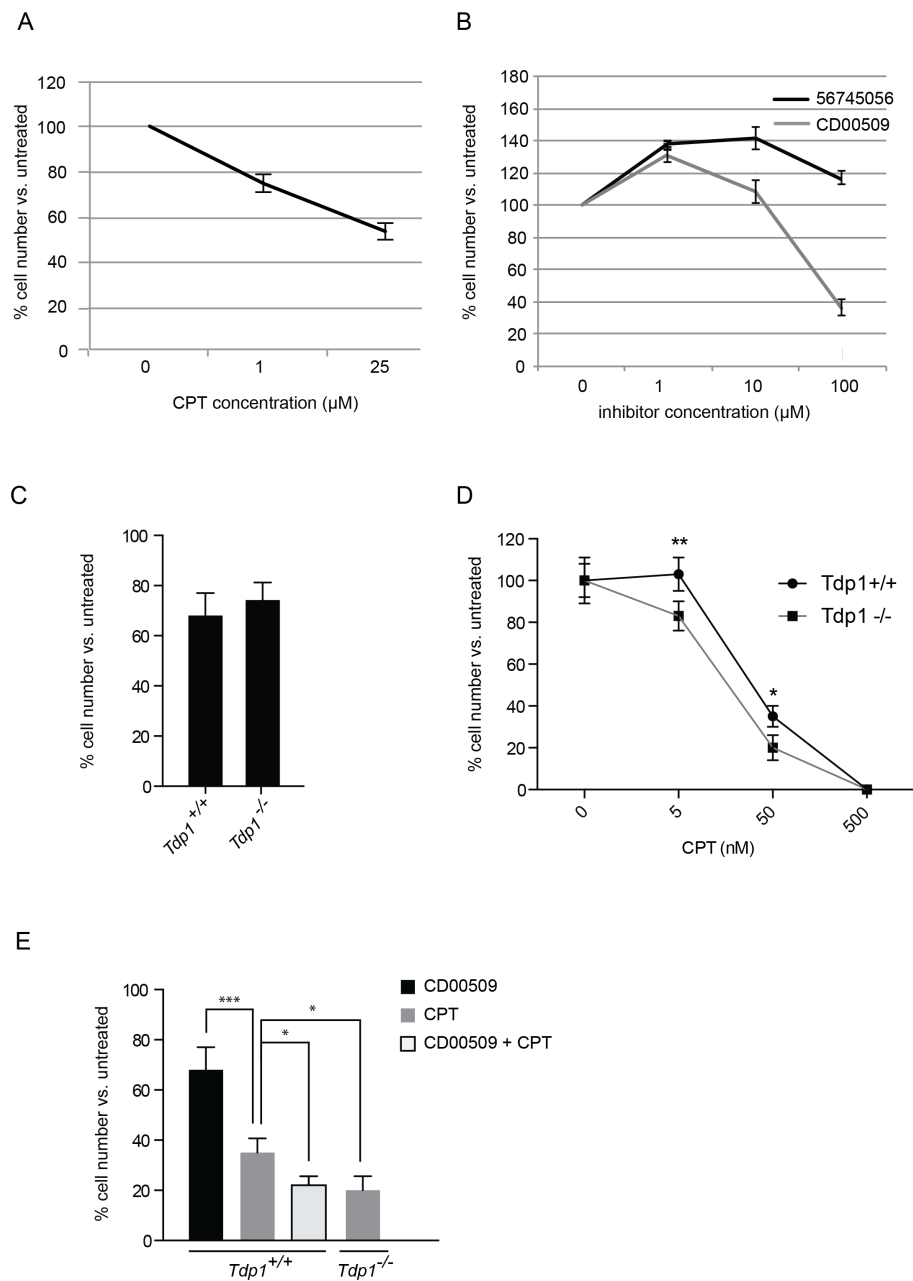 A
% cell number vs. untreated
120
100
80
60
40
20
0
0 1 25
CPT concentration (µM)
B
% cell number vs. untreated
180
160
140
120
100
80
60
40
20
0
56745056
CD00509
0 1 10 100
inhibitor concentration (µM)
C
% cell number vs. untreated
100
80
60
40
20
0
Tdp1 +/+
Tdp1 -/-
D
% cell number vs. untreated
120
100
80
60
40
20
0
**
*
Tdp1+/+
Tdp1 -/-
0 5 50 500
CPT (nM)
E
% cell number vs. untreated
100
80
60
40
20
0
***
*
*
CD00509
CPT
CD00509 + CPT
Tdp1+/+
Tdp1-/-